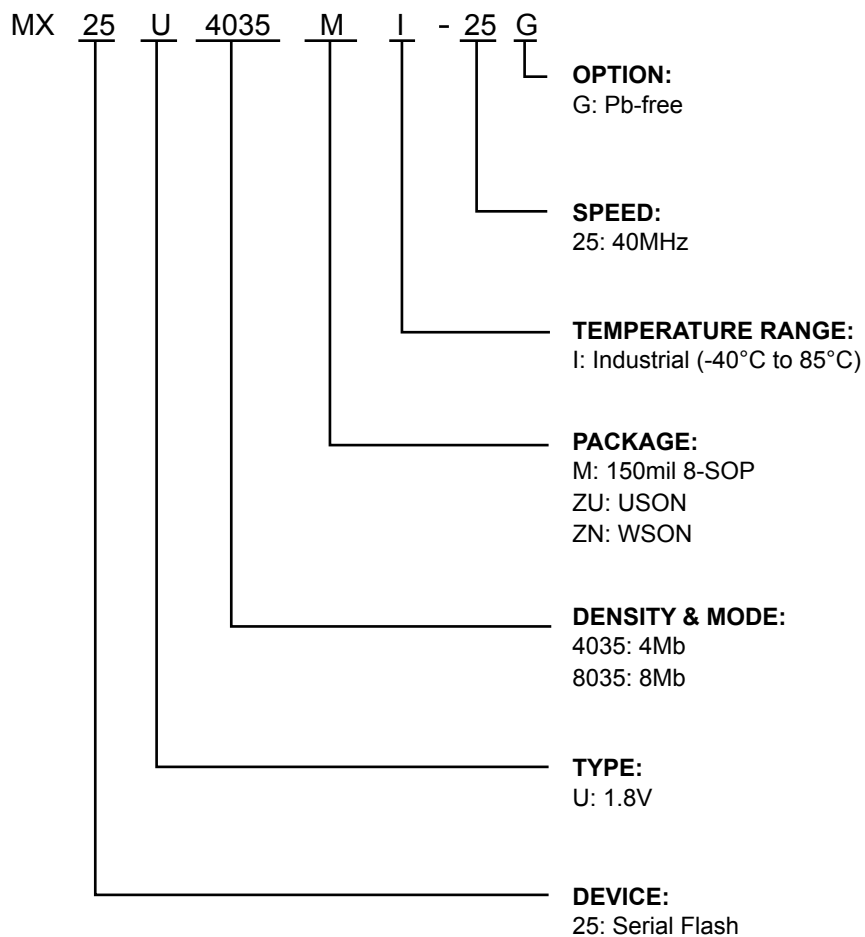 MX 25 U 4035 M I - 25 G
OPTION:
G: Pb-free
SPEED:
25: 40MHz
TEMPERATURE RANGE:
I: Industrial (-40°C to 85°C)
PACKAGE:
M: 150mil 8-SOP
ZU: USON
ZN: WSON
DENSITY & MODE:
4035: 4Mb
8035: 8Mb
TYPE:
U: 1.8V
DEVICE:
25: Serial Flash